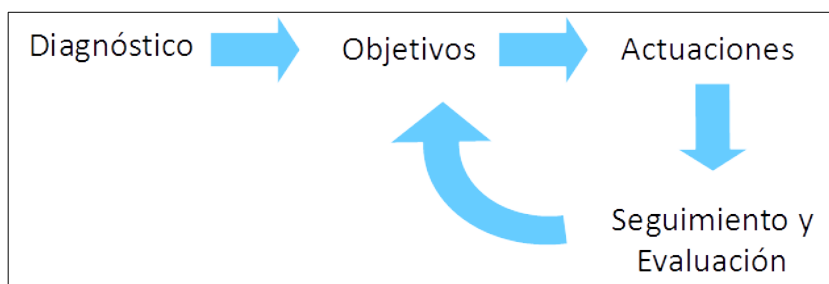 Diagnóstico
Objetivos
Actuaciones
Seguimiento y
Evaluación